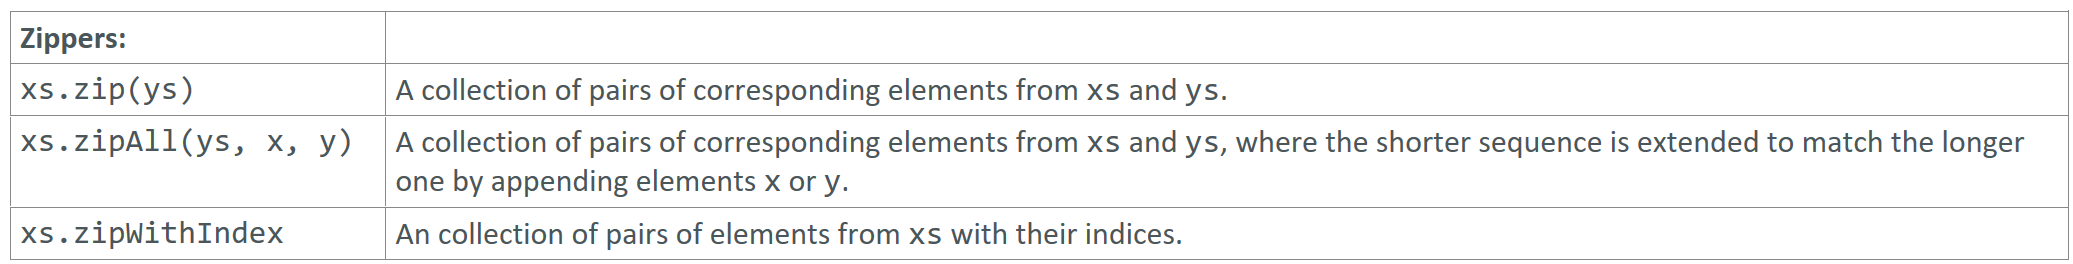 Zippers:
xs.zip(ys) A collection of pairs of corresponding elements from xs and ys.
xs.zipAll(ys, x, y) A collection of pairs of corresponding elements from xs and ys, where the shorter sequence is extended to match the longer
one by appending elements x or y.
xs.zipWithIndex An collection of pairs of elements from xs with their indices.